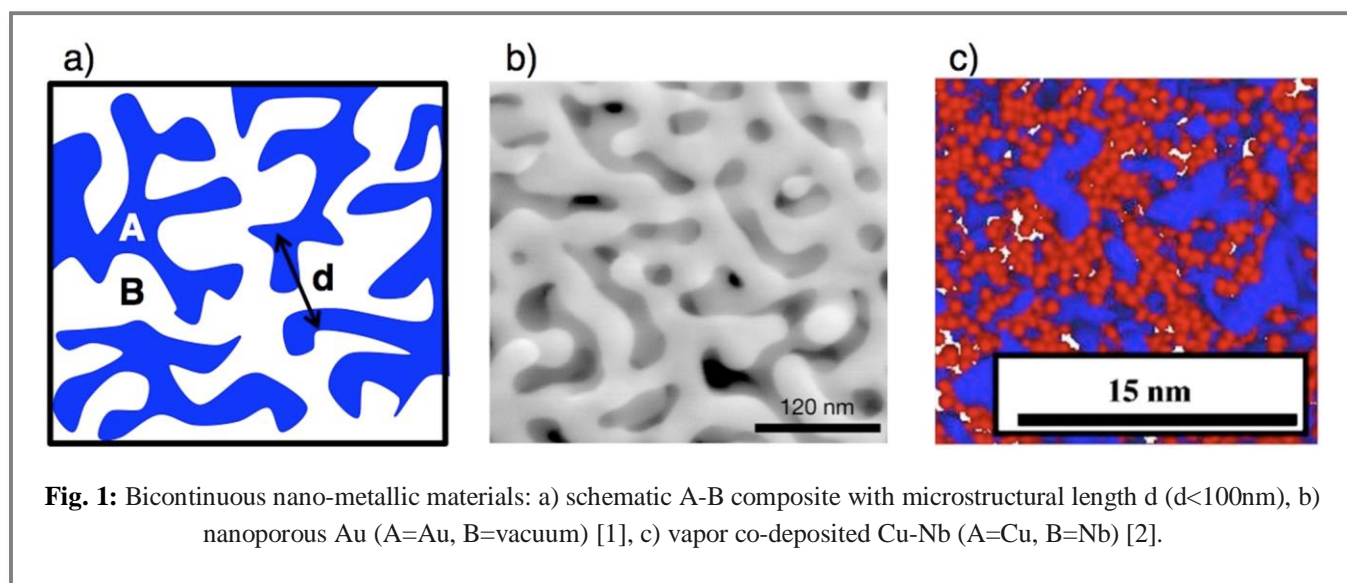 a)
b)
c)
A
B
d
120 nm
15 nm
Fig. 1: Bicontinuous nano-metallic materials: a) schematic A-B composite with microstructural length d (d<100nm), b)
nanoporous Au (A=Au, B=vacuum) [1], c) vapor co-deposited Cu-Nb (A=Cu, B=Nb) [2].